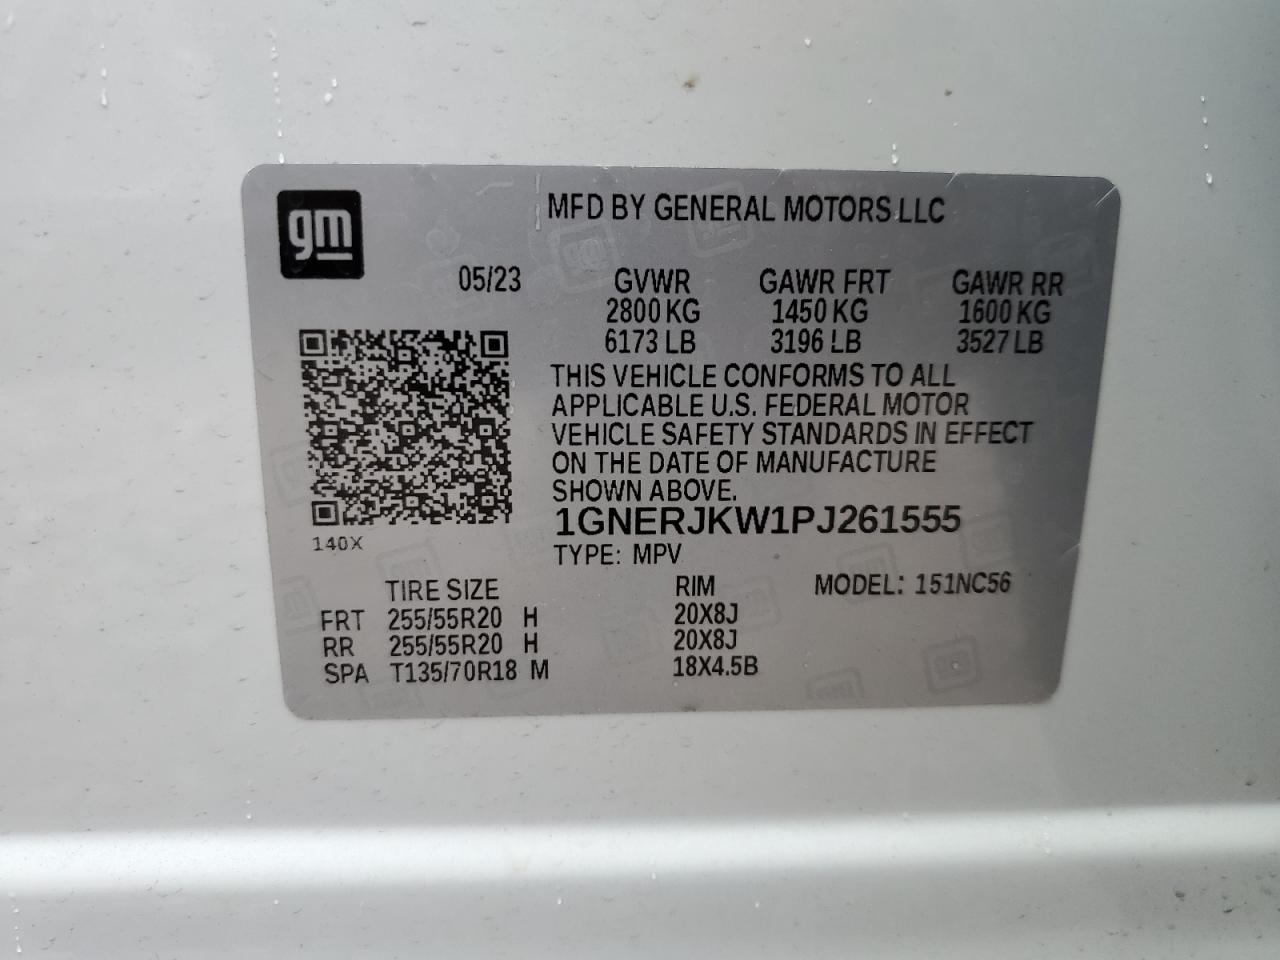 gm
MFD BY GENERAL MOTORS LLC
05/23 GVWR GAWR FRT GAWR RR
2800 KG 1450 KG 1600 KG
6173 LB 3196 LB 3527 LB
THIS VEHICLE CONFORMS TO ALL
APPLICABLE U.S. FEDERAL MOTOR
VEHICLE SAFETY STANDARDS IN EFFECT
ON THE DATE OF MANUFACTURE
SHOWN ABOVE.
1GNERJKW1PJ261555
140X
TYPE: MPV
TIRE SIZE RIM MODEL: 151NC56
FRT 255/55R20 H 20X8J
RR 255/55R20 H 20X8J
SPA T135/70R18 M 18X4.5B